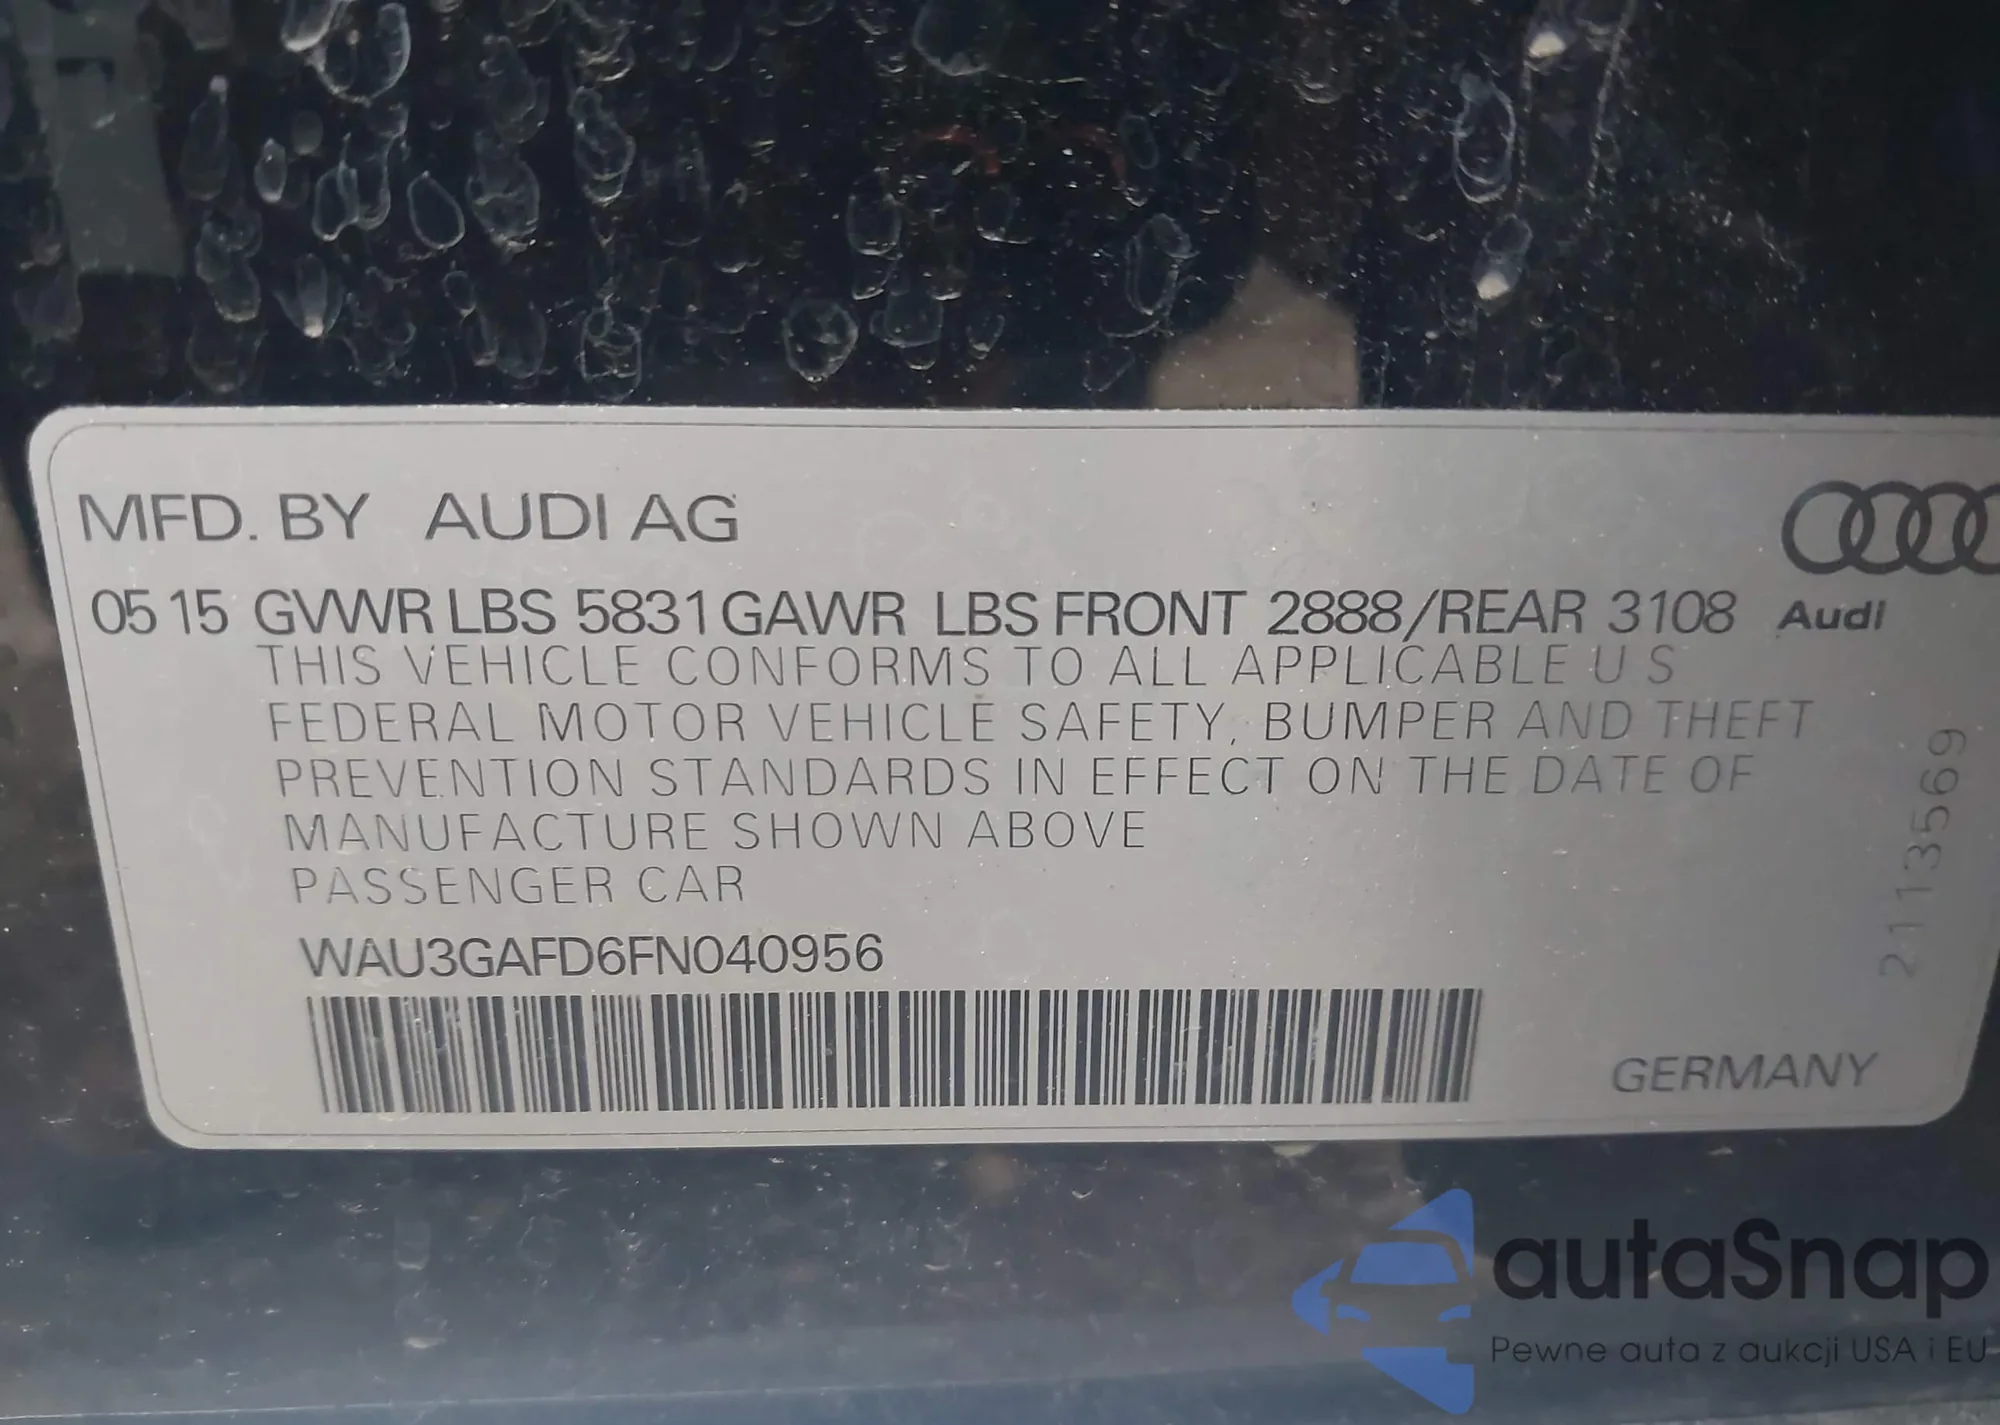 MFD. BY AUDI AG
05 15 GVWR LBS 5831 GAWR LBS FRONT 2888/REAR 3108
Audi
THIS VEHICLE CONFORMS TO ALL APPLICABLE U S
FEDERAL MOTOR VEHICLE SAFETY, BUMPER AND THEFT
PREVENTION STANDARDS IN EFFECT ON THE DATE OF
MANUFACTURE SHOWN ABOVE
PASSENGER CAR
WAU3GAFD6FN040956
2113569
GERMANY
autaSnap
Pewne auta z aukcji USA i EU